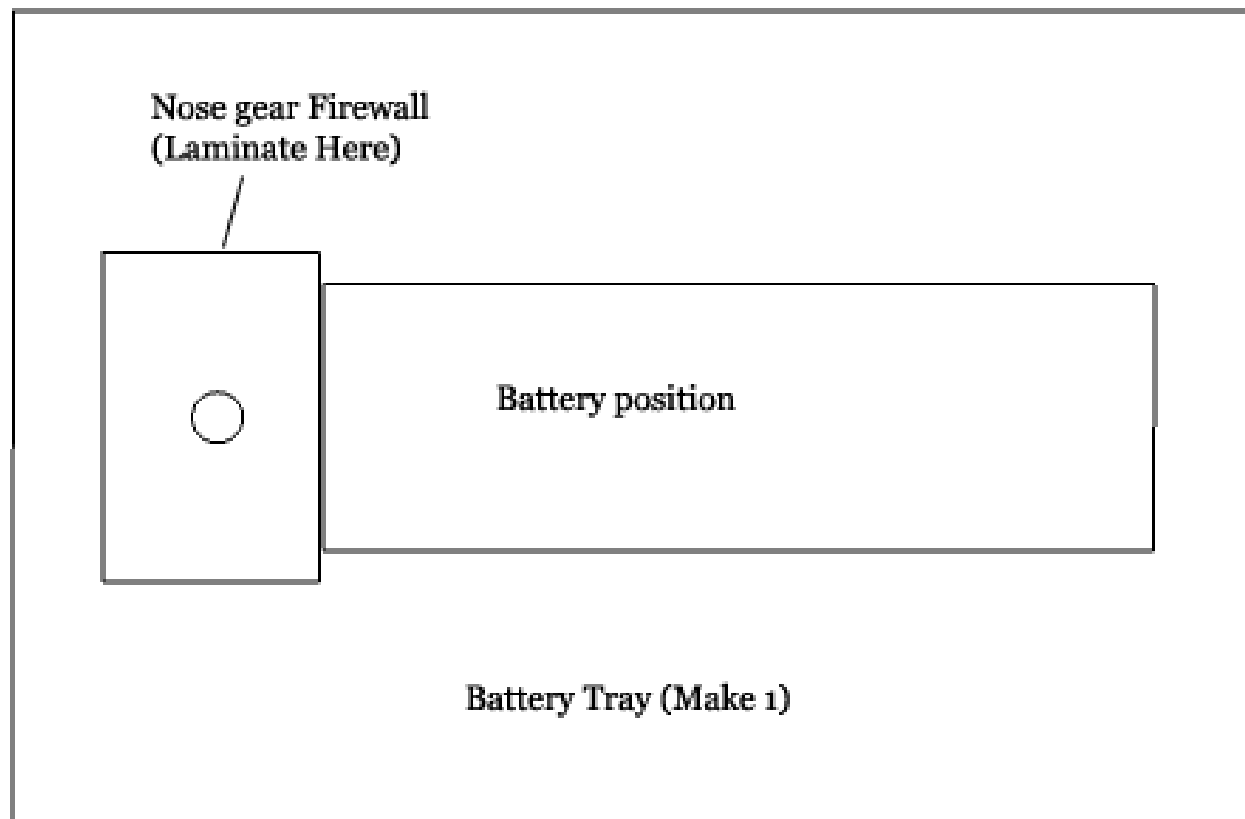 Nose gear Firewall
(Laminate Here)
Battery position
Battery Tray (Make 1)